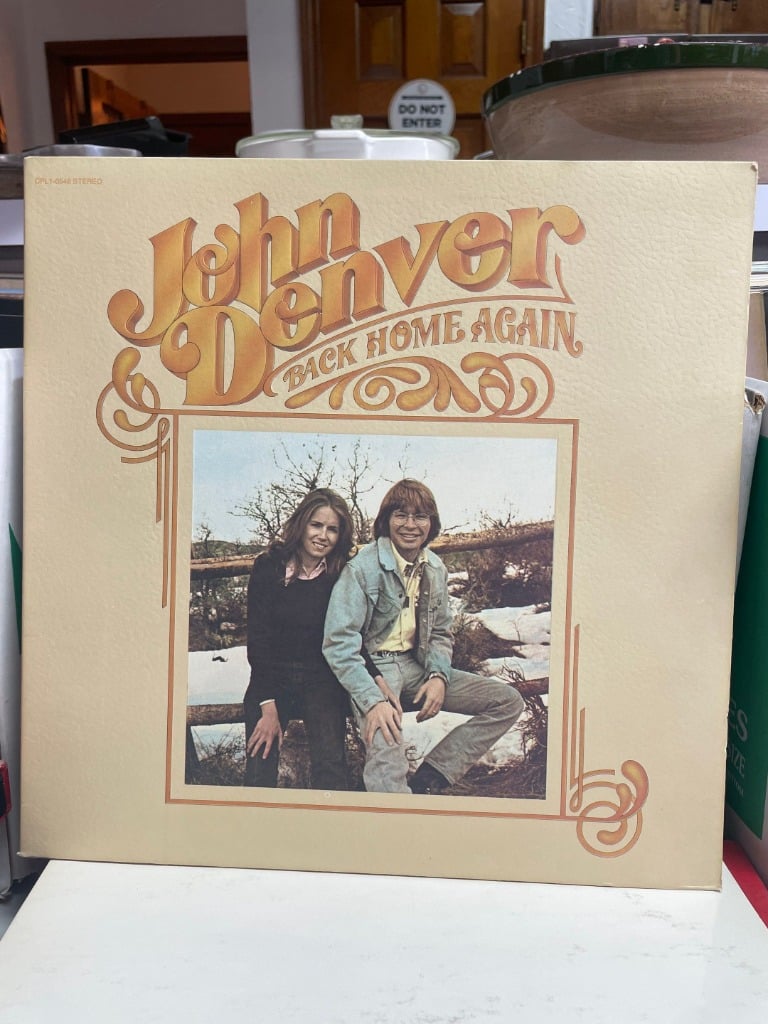 CPL1-0548 STEREO
John
Denver
BACK HOME AGAIN
DO NOT
ENTER